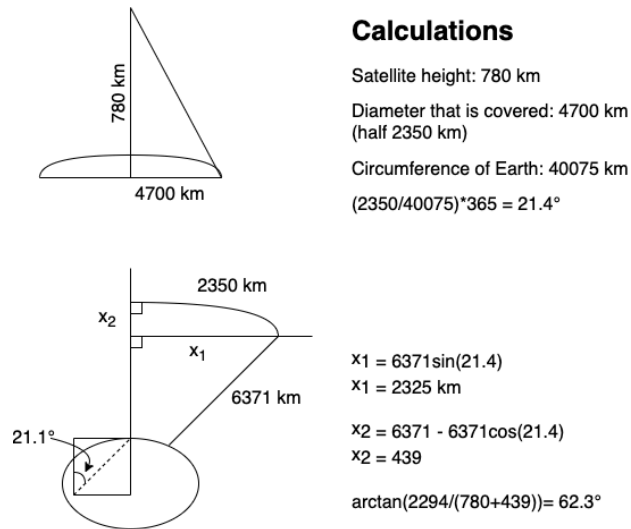 Calculations
780 km
4700 km
Satellite height: 780 km
Diameter that is covered: 4700 km
(half 2350 km)
Circumference of Earth: 40075 km
(2350/40075)*365 = 21.4°
2350 km
x2
x1
6371 km
21.1°
x1 = 6371sin(21.4)
x1 = 2325 km
x2 = 6371 - 6371cos(21.4)
x2 = 439
arctan(2294/(780+439))= 62.3°